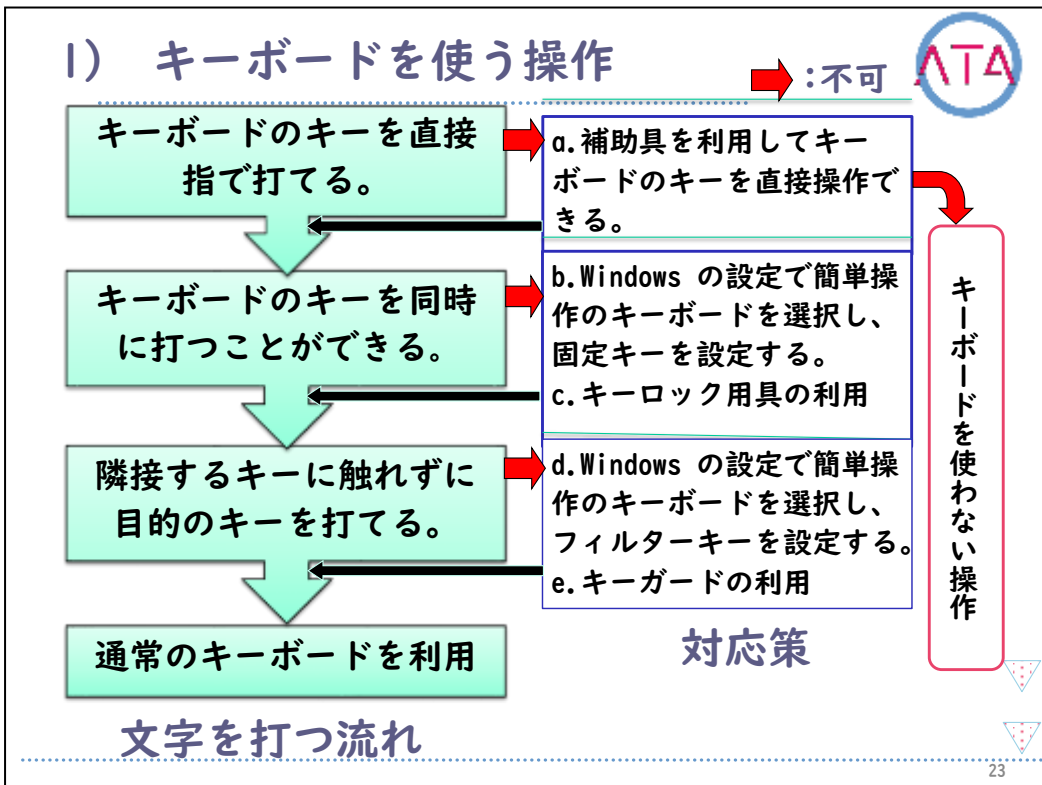 1) キーボードを使う操作
:不可
ATA
キーボードのキーを直接
指で打てる。
a.補助具を利用してキー
ボードのキーを直接操作で
きる。
キーボードのキーを同時
に打つことができる。
b.Windows の設定で簡単操
作のキーボードを選択し、
固定キーを設定する。
c.キーロック用具の利用
隣接するキーに触れずに
目的のキーを打てる。
d.Windows の設定で簡単操
作のキーボードを選択し、
フィルターキーを設定する。
e.キーガードの利用
キーボードを使わない操作
通常のキーボードを利用
対応策
文字を打つ流れ
23